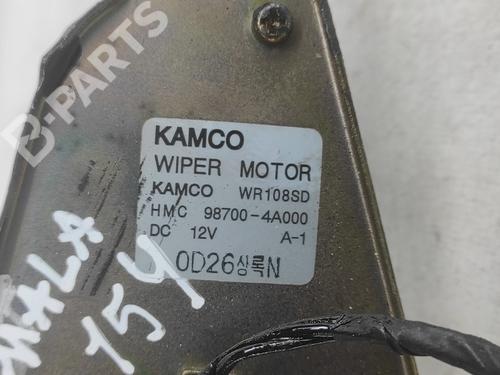 B-PARTS
KAMCO
WIPER MOTOR
KAMCO WR108SD
HMC 98700-4A000
DC 12V A-1
0D26상록N
154